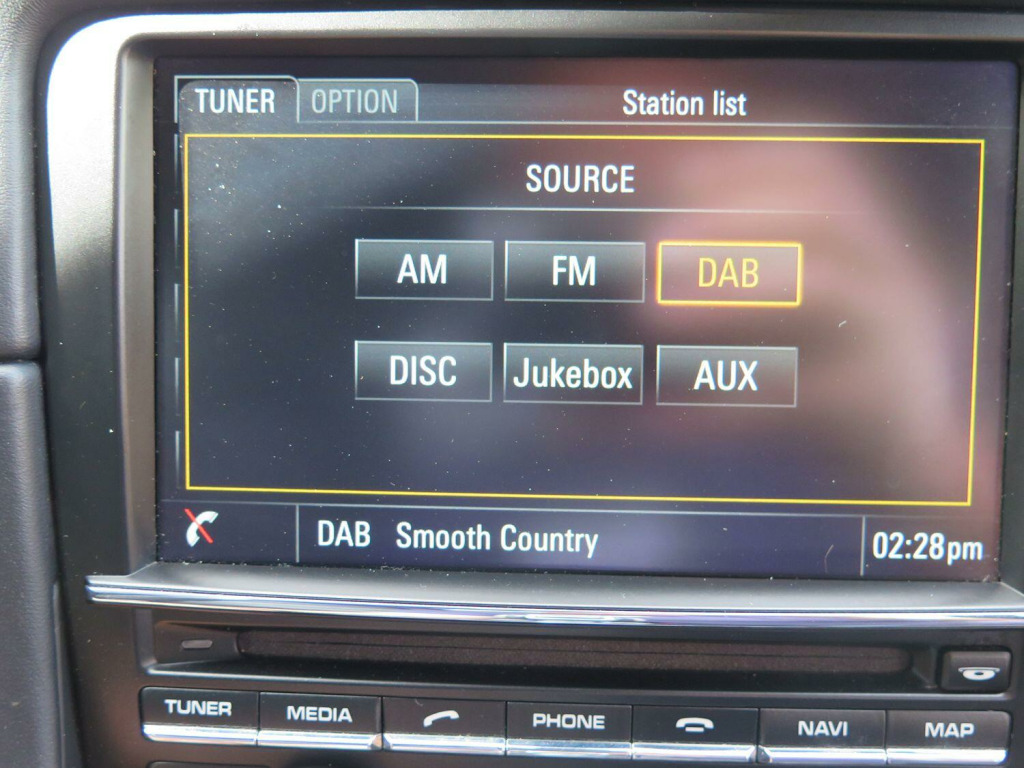 TUNER OPTION Station list
SOURCE
AM FM DAB
DISC Jukebox AUX
DAB Smooth Country 02:28pm
TUNER MEDIA PHONE NAVI MAP